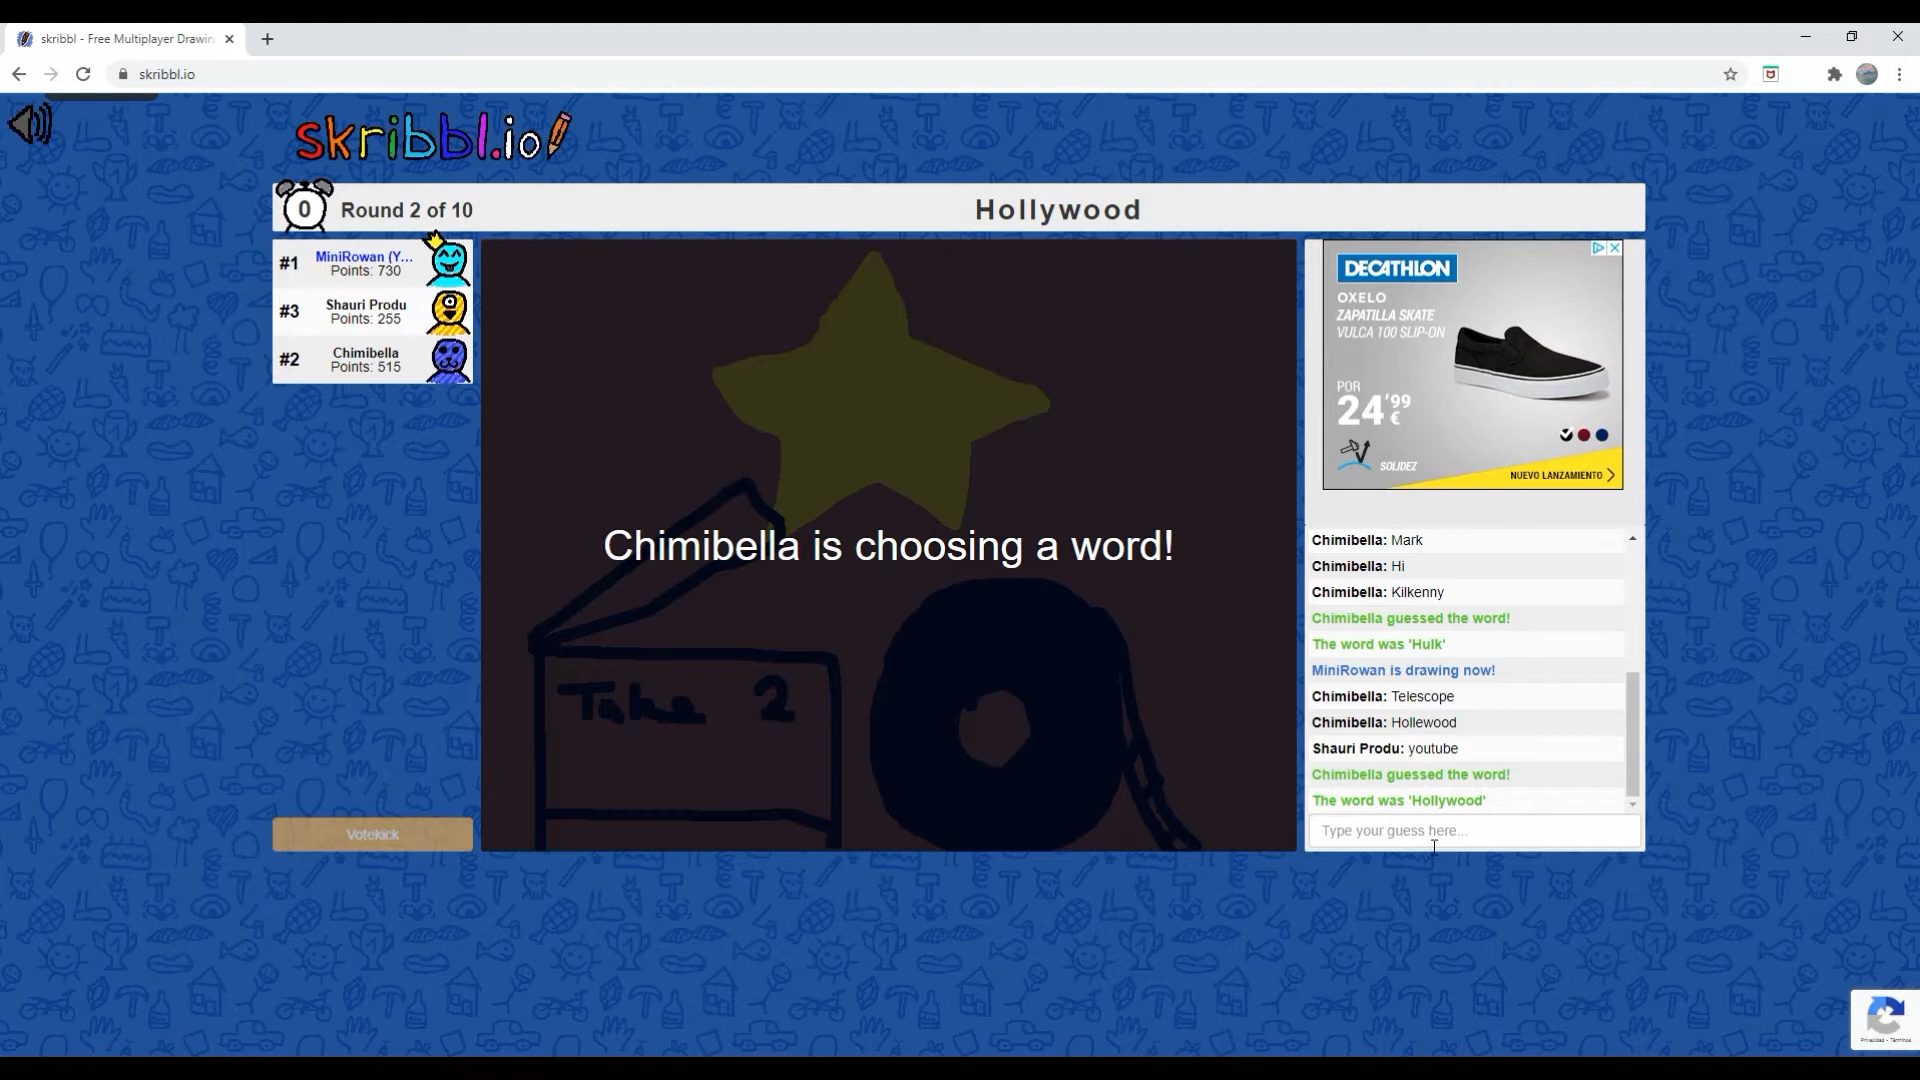 skribbl - Free Multiplayer Drawin
skribbl.io
skribbl.io
0
Round 2 of 10
Hollywood
#1
MiniRowan (Y...
Points: 730
#3
Shauri Produ
Points: 255
#2
Chimibella
Points: 515
Votekick
Chimibella is choosing a word!
Take 2
DECATHLON
OXELO
ZAPATILLA SKATE
VULCA 100 SLIP-ON
POR
24'99
€
SOLIDEZ
NUEVO LANZAMIENTO
Chimibella: Mark
Chimibella: Hi
Chimibella: Kilkenny
Chimibella guessed the word!
The word was 'Hulk'
MiniRowan is drawing now!
Chimibella: Telescope
Chimibella: Hollewood
Shauri Produ: youtube
Chimibella guessed the word!
The word was 'Hollywood'
Type your guess here...
Privacidad - Términos